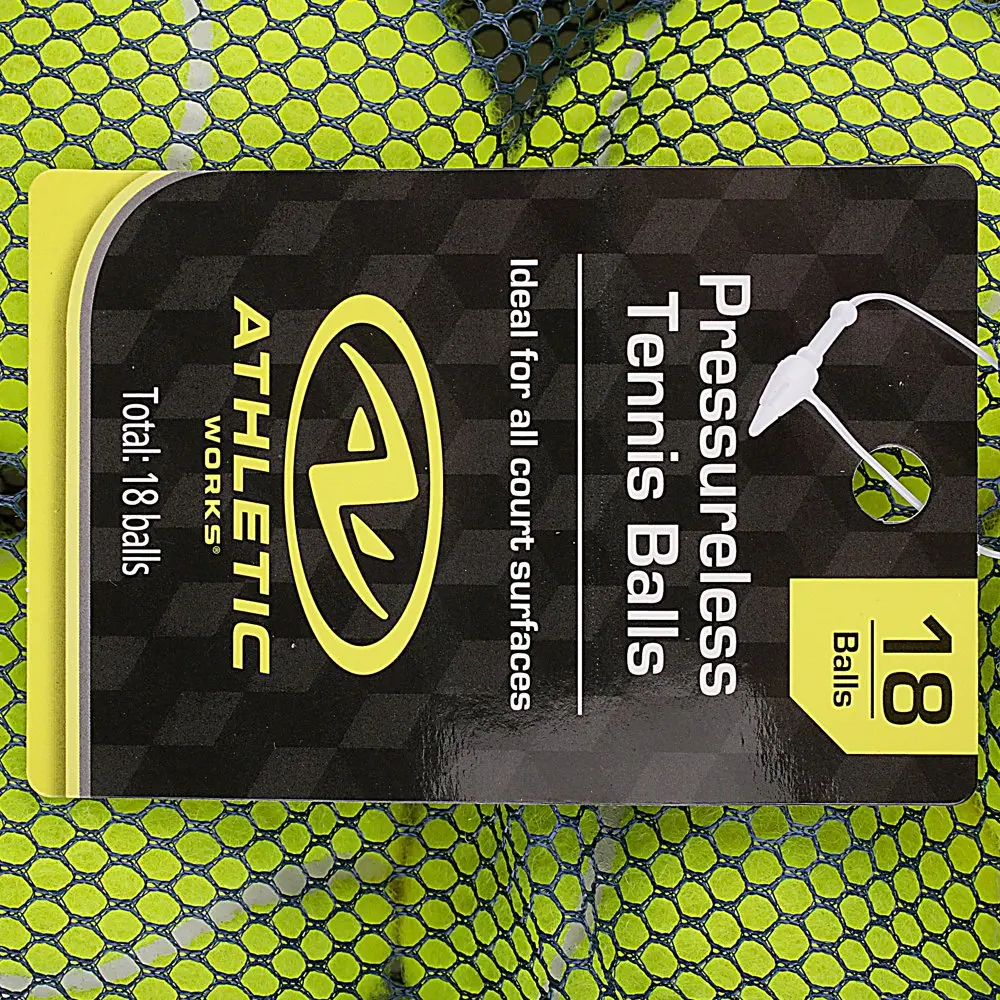 18
Balls
Pressureless
Tennis Balls
Ideal for all court surfaces
ATHLETIC
WORKS®
Total: 18 balls